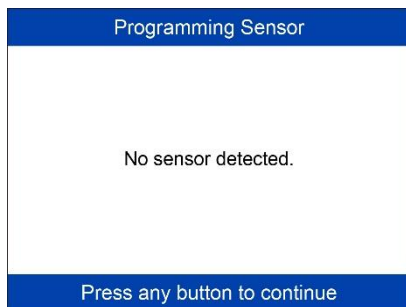 Programming Sensor
No sensor detected.
Press any button to continue